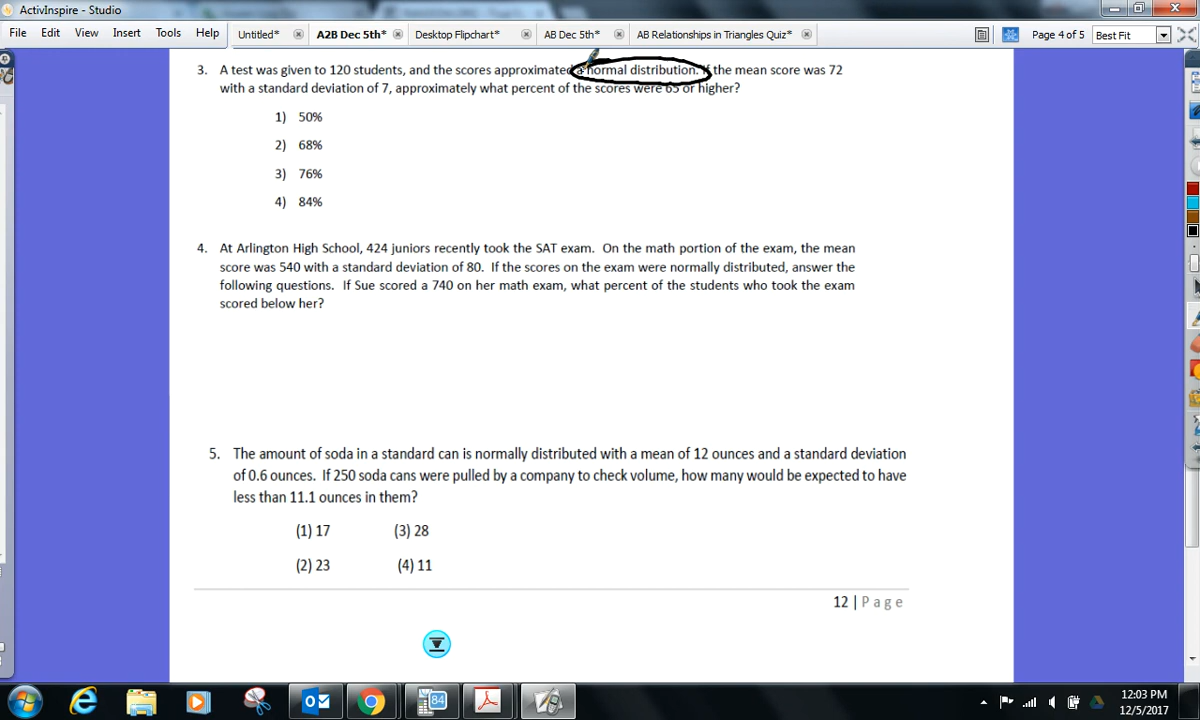 ActivInspire - Studio
File Edit View Insert Tools Help
Untitled* A2B Dec 5th* Desktop Flipchart* AB Dec 5th* AB Relationships in Triangles Quiz* Page 4 of 5 Best Fit
3. A test was given to 120 students, and the scores approximated a normal distribution. If the mean score was 72
with a standard deviation of 7, approximately what percent of the scores were 65 or higher?
1) 50%
2) 68%
3) 76%
4) 84%
4. At Arlington High School, 424 juniors recently took the SAT exam. On the math portion of the exam, the mean
score was 540 with a standard deviation of 80. If the scores on the exam were normally distributed, answer the
following questions. If Sue scored a 740 on her math exam, what percent of the students who took the exam
scored below her?
5. The amount of soda in a standard can is normally distributed with a mean of 12 ounces and a standard deviation
of 0.6 ounces. If 250 soda cans were pulled by a company to check volume, how many would be expected to have
less than 11.1 ounces in them?
(1) 17 (3) 28
(2) 23 (4) 11
12 | Page
84
12:03 PM
12/5/2017